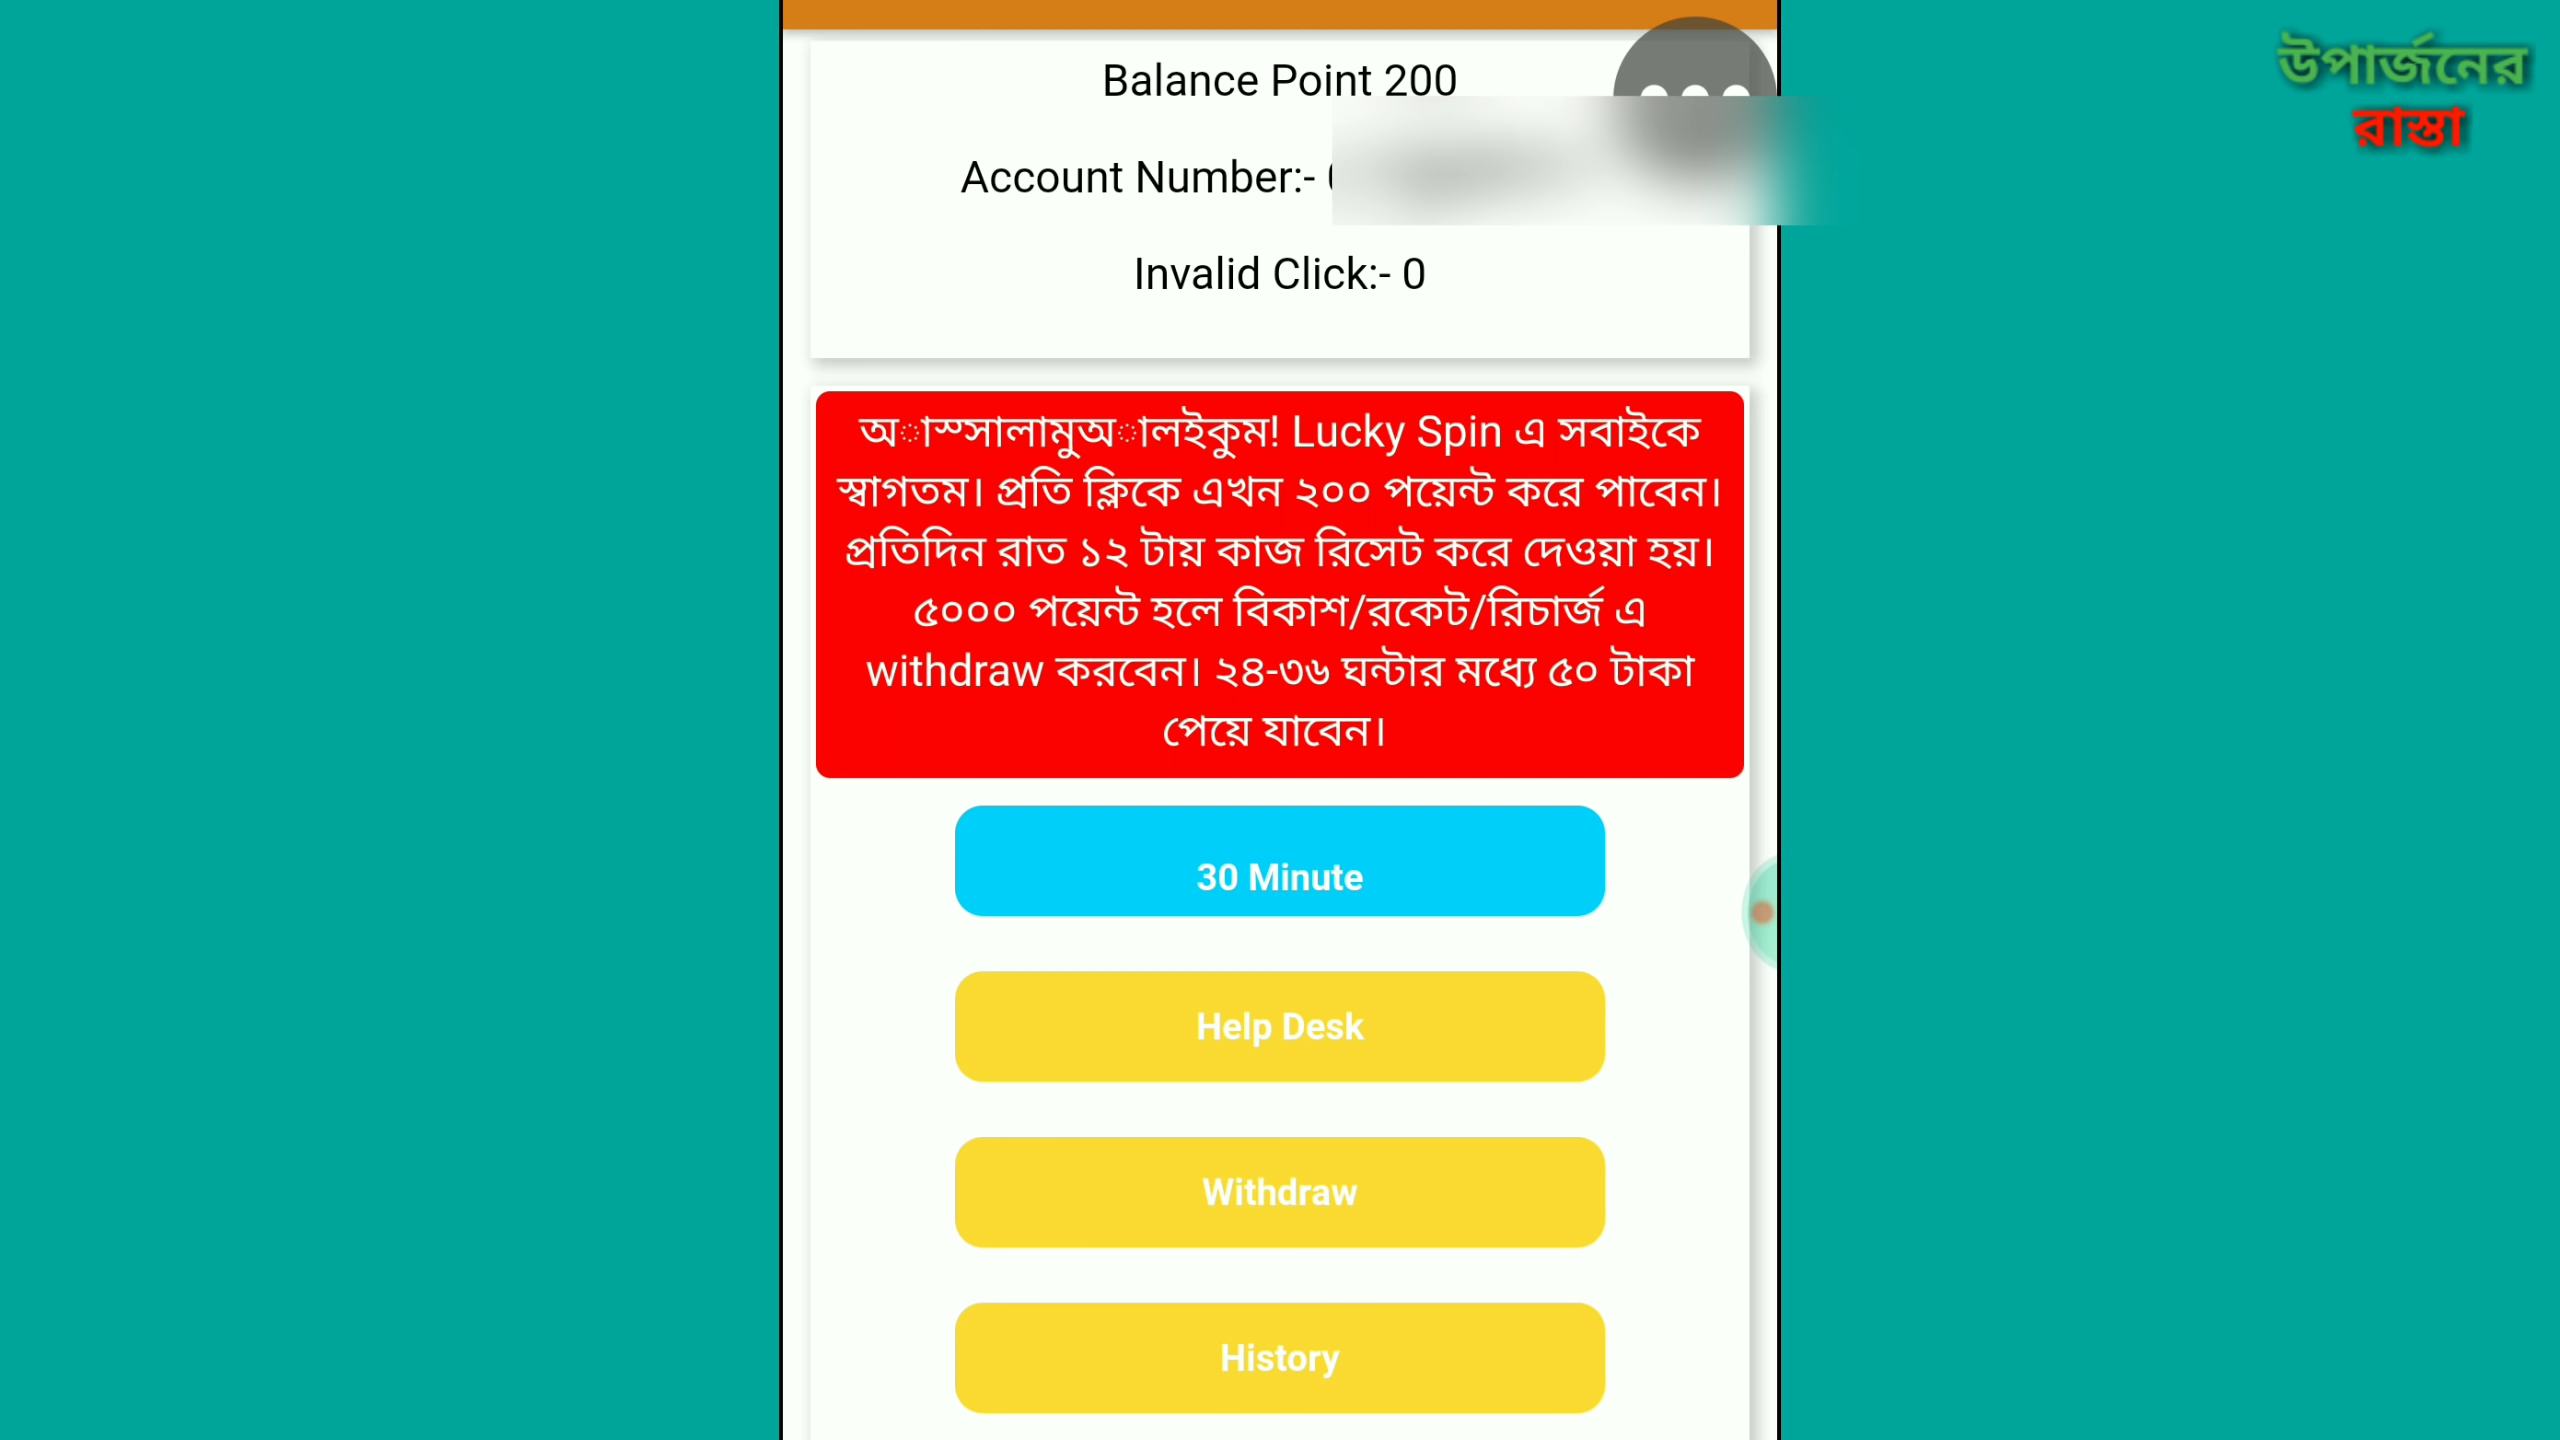 Balance Point 200
উপার্জনের
রাস্তা
Account Number:-
Invalid Click:- 0
অাস্সালামুঅালইকুম! Lucky Spin এ সবাইকে
স্বাগতম। প্রতি ক্লিকে এখন ২০০ পয়েন্ট করে পাবেন।
প্রতিদিন রাত ১২ টায় কাজ রিসেট করে দেওয়া হয়।
৫০০০ পয়েন্ট হলে বিকাশ/রকেট/রিচার্জ এ
withdraw করবেন। ২৪-৩৬ ঘন্টার মধ্যে ৫০ টাকা
পেয়ে যাবেন।
30 Minute
Help Desk
Withdraw
History